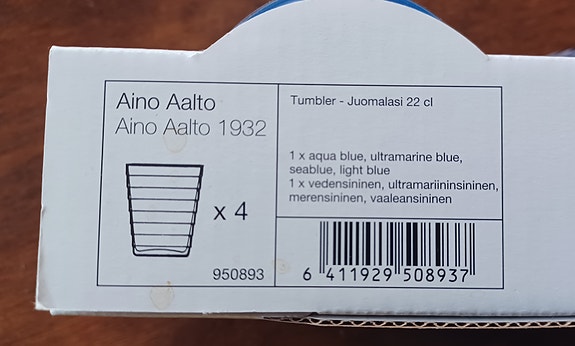 Aino Aalto
Aino Aalto 1932
x 4
950893
Tumbler - Juomalasi 22 cl
1 x aqua blue, ultramarine blue,
seablue, light blue
1 x vedensininen, ultramariininsininen,
merensininen, vaaleansininen
6 411929 508937